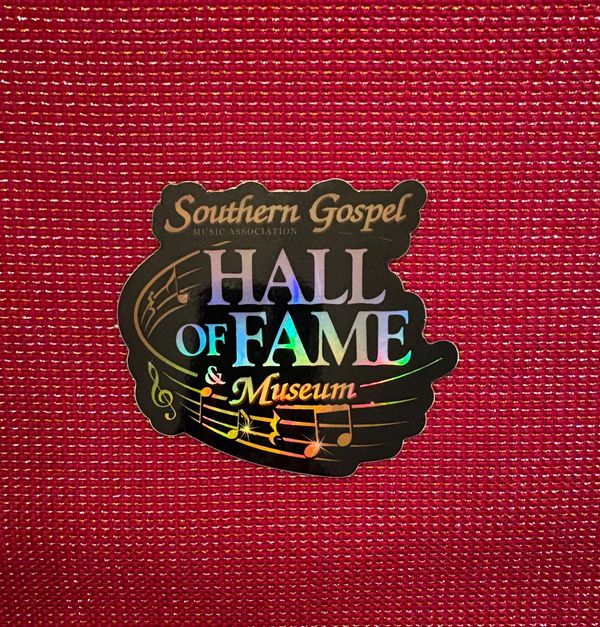 Southern Gospel
MUSIC ASSOCIATION
HALL
OF FAME
& Museum